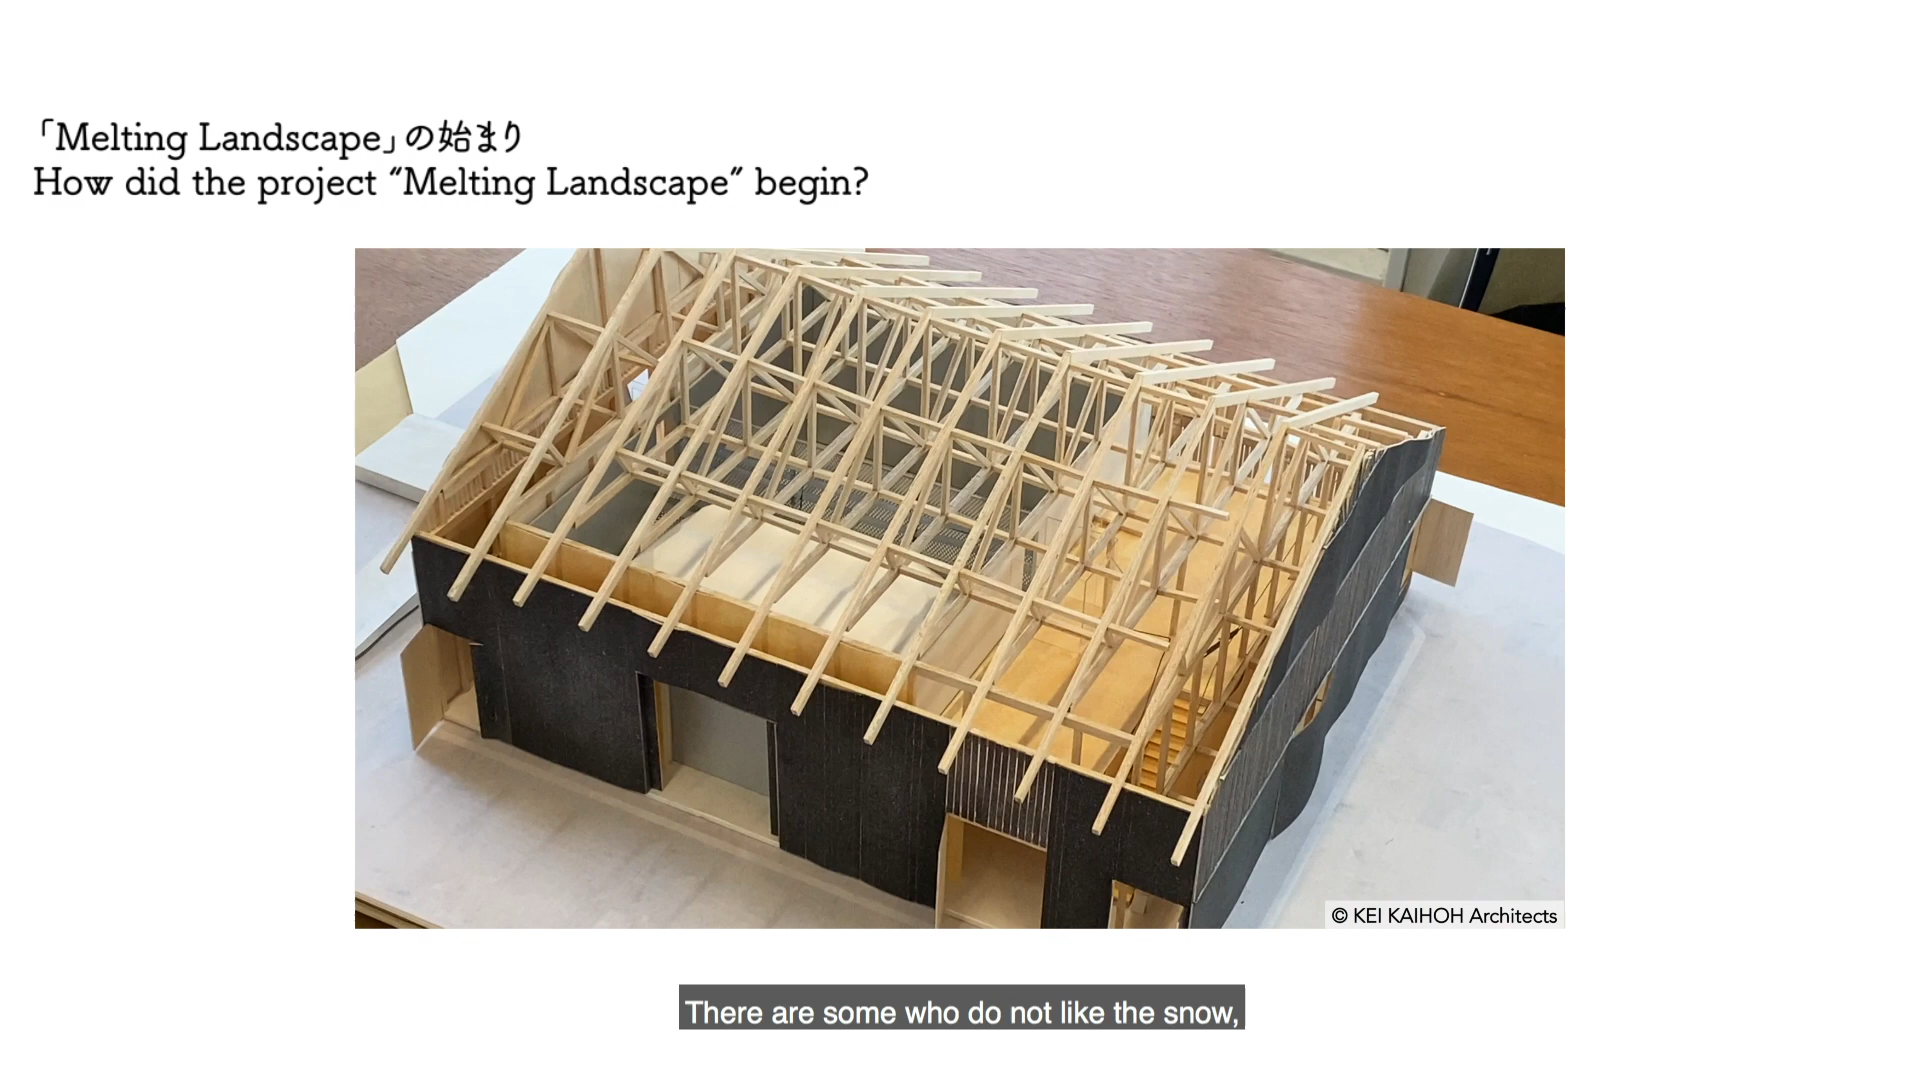 「Melting Landscape」の始まり
How did the project “Melting Landscape” begin?
© KEI KAIHOH Architects
There are some who do not like the snow,